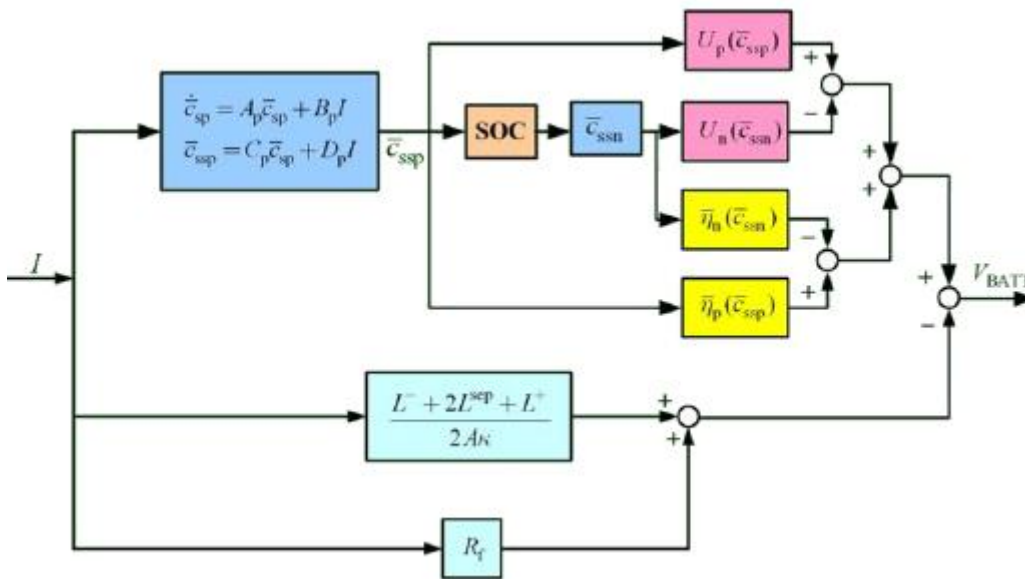 U_p(c̄_ssp)
+
ċ̄_sp = A_p c̄_sp + B_p I
c̄_ssp = C_p c̄_sp + D_p I
c̄_ssp
SOC
c̄_ssn
U_n(c̄_ssn)
−
+
+
η̄_n(c̄_ssn)
−
I
+
V_BATT
η̄_p(c̄_ssp)
+
−
L⁻ + 2L^sep + L⁺
2Aκ
+
+
R_f